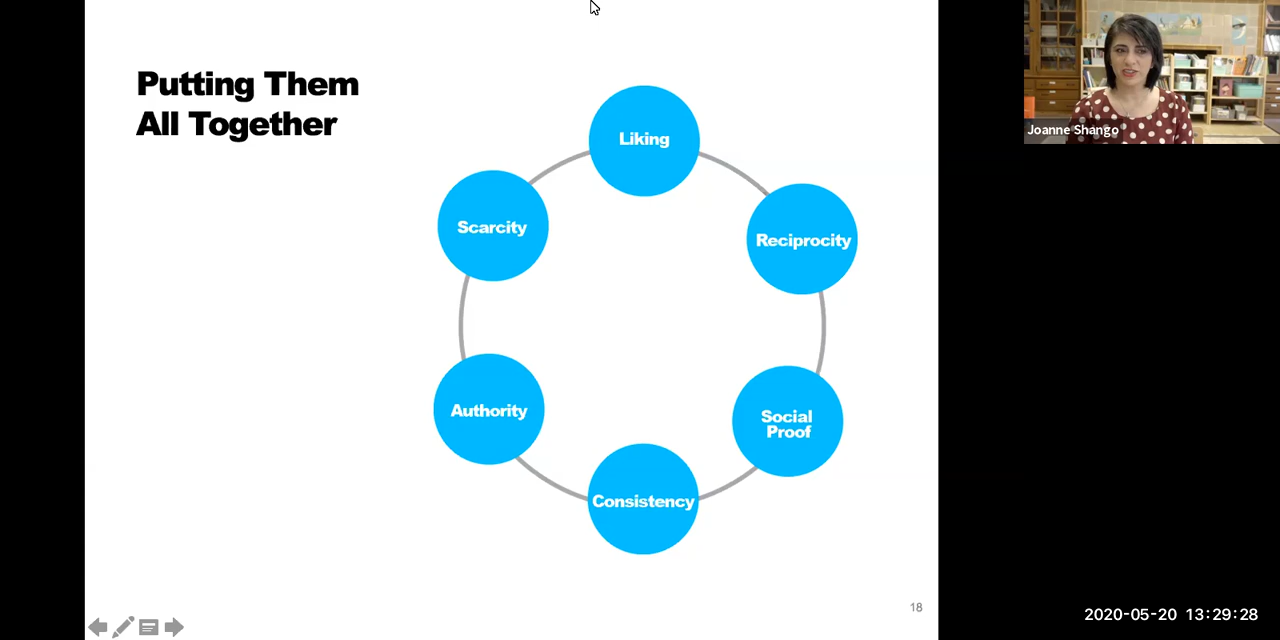 Putting Them
All Together
Liking
Reciprocity
Social
Proof
Consistency
Authority
Scarcity
18
Joanne Shango
2020-05-20 13:29:28